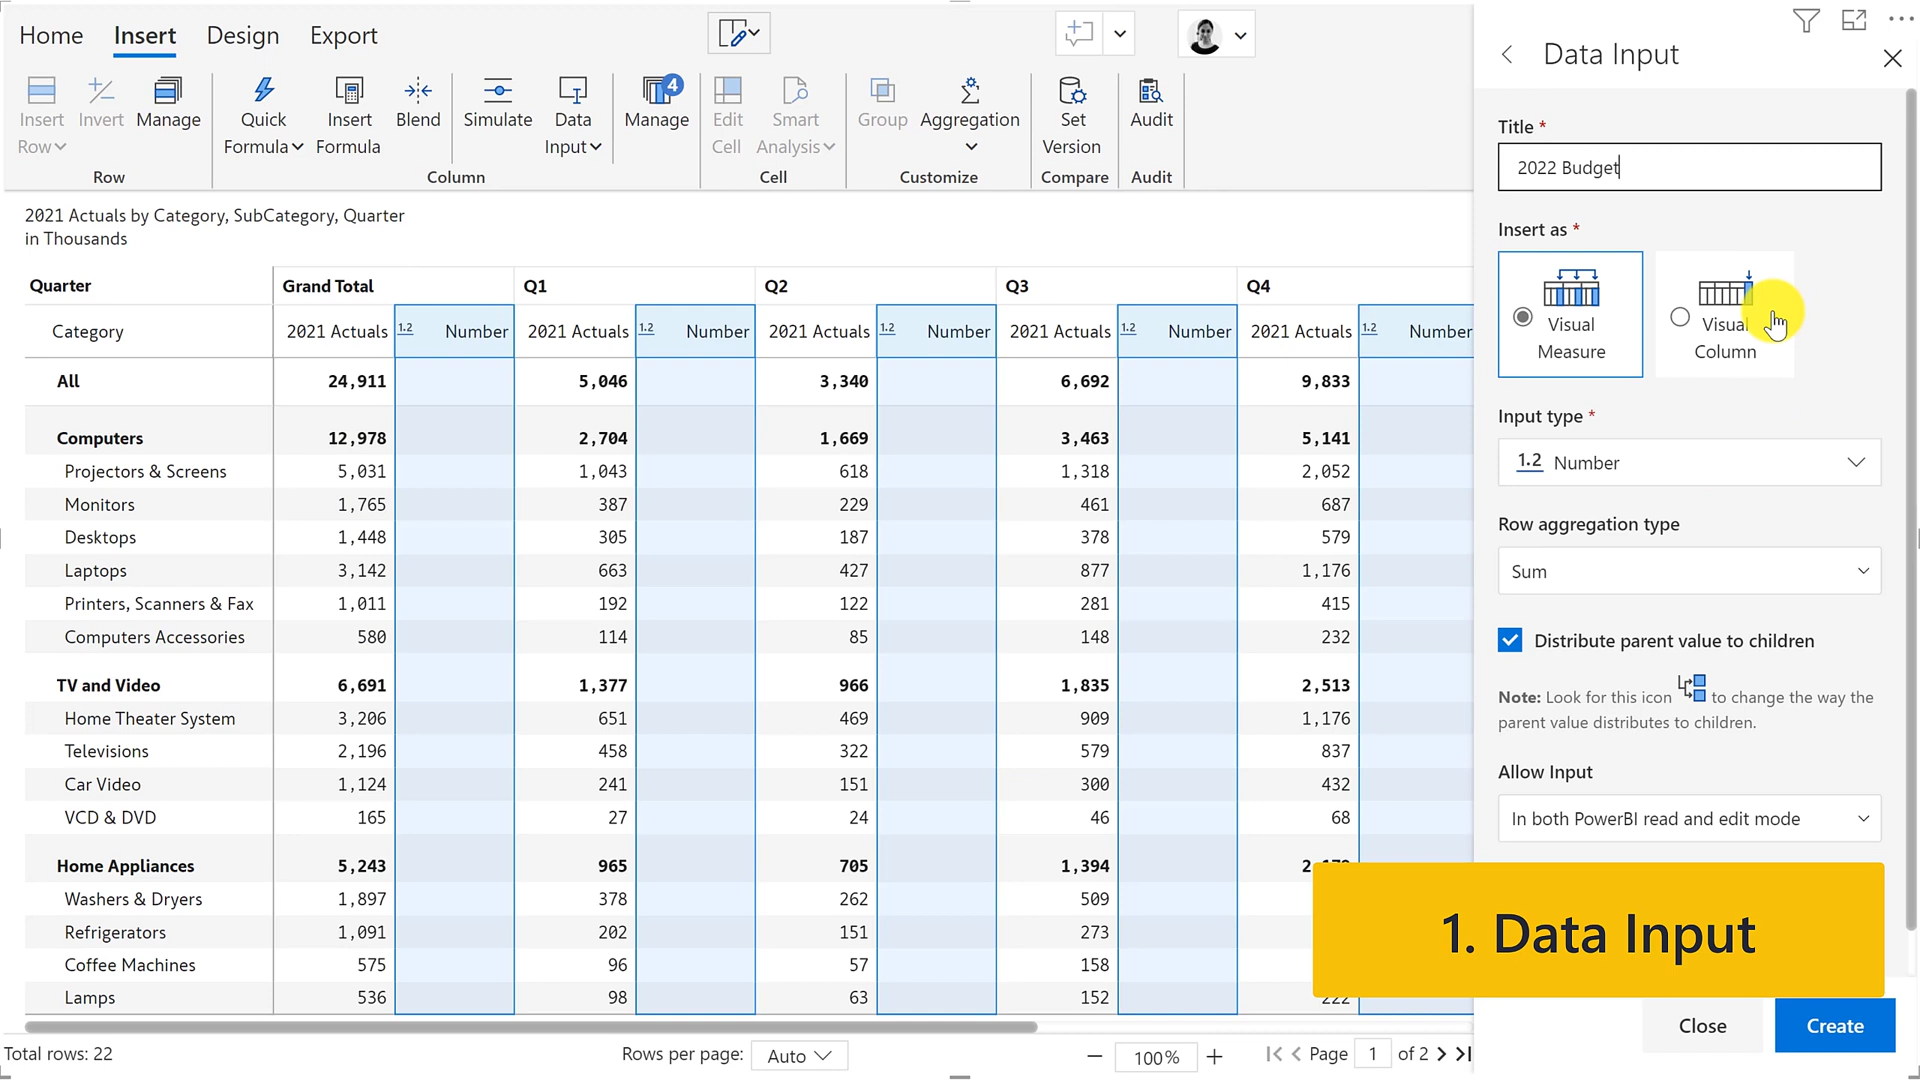 Home Insert Design Export
Insert Row
Invert
Manage
Quick Formula
Insert Formula
Blend
Simulate
Data Input
Manage
4
Edit Cell
Smart Analysis
Group
Aggregation
Set Version
Audit
Row Column Cell Customize Compare Audit
2021 Actuals by Category, SubCategory, Quarter
in Thousands
Quarter Grand Total Q1 Q2 Q3 Q4
Category 2021 Actuals 1.2 Number 2021 Actuals 1.2 Number 2021 Actuals 1.2 Number 2021 Actuals 1.2 Number 2021 Actuals 1.2 Number
All 24,911 5,046 3,340 6,692 9,833
Computers 12,978 2,704 1,669 3,463 5,141
Projectors & Screens 5,031 1,043 618 1,318 2,052
Monitors 1,765 387 229 461 687
Desktops 1,448 305 187 378 579
Laptops 3,142 663 427 877 1,176
Printers, Scanners & Fax 1,011 192 122 281 415
Computers Accessories 580 114 85 148 232
TV and Video 6,691 1,377 966 1,835 2,513
Home Theater System 3,206 651 469 909 1,176
Televisions 2,196 458 322 579 837
Car Video 1,124 241 151 300 432
VCD & DVD 165 27 24 46 68
Home Appliances 5,243 965 705 1,394
Washers & Dryers 1,897 378 262 509
Refrigerators 1,091 202 151 273
Coffee Machines 575 96 57 158
Lamps 536 98 63 152
Total rows: 22 Rows per page: Auto 100% Page 1 of 2
Data Input
Title *
2022 Budget
Insert as *
Visual Measure
Visual Column
Input type *
1.2 Number
Row aggregation type
Sum
Distribute parent value to children
Note: Look for this icon to change the way the
parent value distributes to children.
Allow Input
In both PowerBI read and edit mode
1. Data Input
Close Create